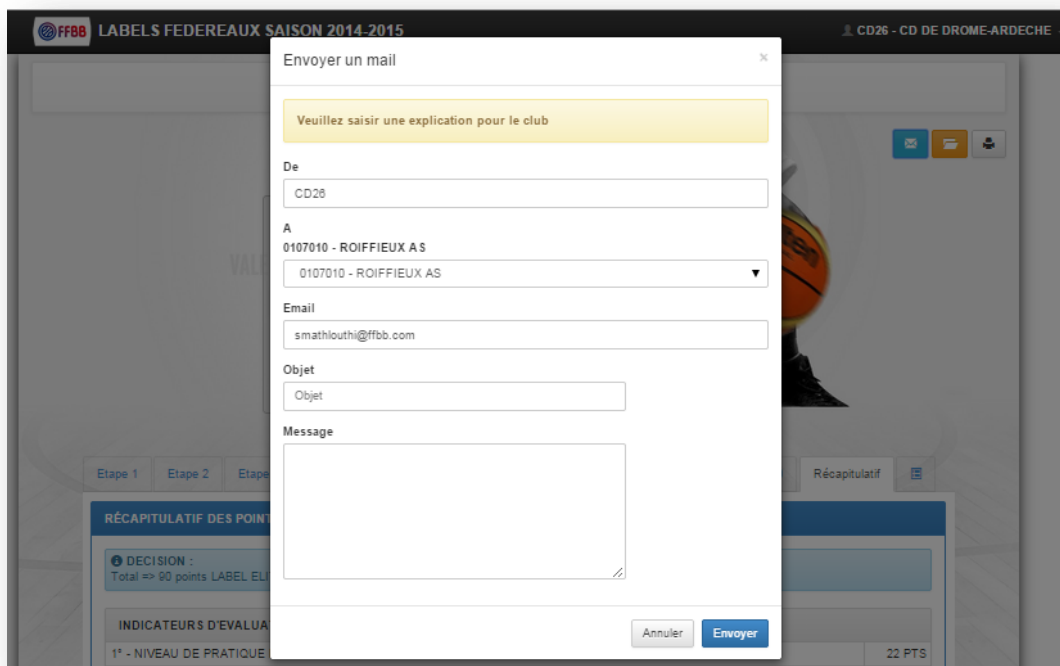 FFBB LABELS FEDEREAUX SAISON 2014-2015 CD26 - CD DE DROME-ARDECHE
Envoyer un mail ×
Veuillez saisir une explication pour le club
De
CD26
A
0107010 - ROIFFIEUX AS
0107010 - ROIFFIEUX AS
Email
smathlouthi@ffbb.com
Objet
Objet
Message
Etape 1 Etape 2 Etape Récapitulatif
RÉCAPITULATIF DES POINT
DECISION :
Total => 90 points LABEL ELI
INDICATEURS D'EVALUA
Annuler Envoyer
1° - NIVEAU DE PRATIQUE 22 PTS